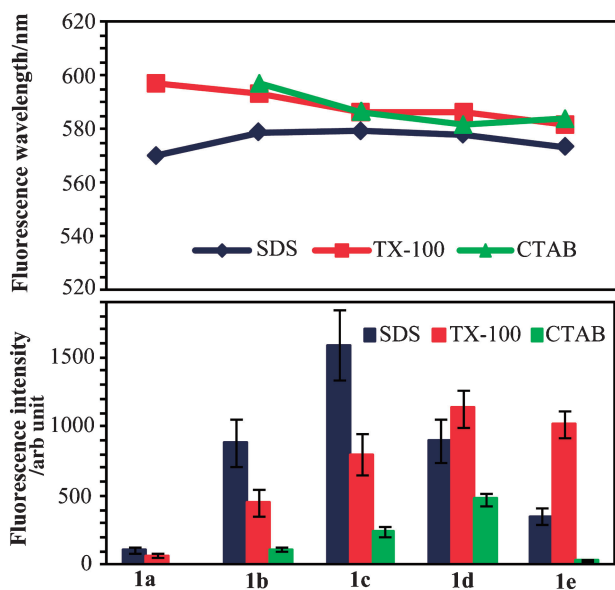 Fluorescence wavelength/nm
620
600
580
560
540
520
SDS TX-100 CTAB
Fluorescence intensity
/arb unit
1500
1000
500
0
SDS TX-100 CTAB
1a 1b 1c 1d 1e